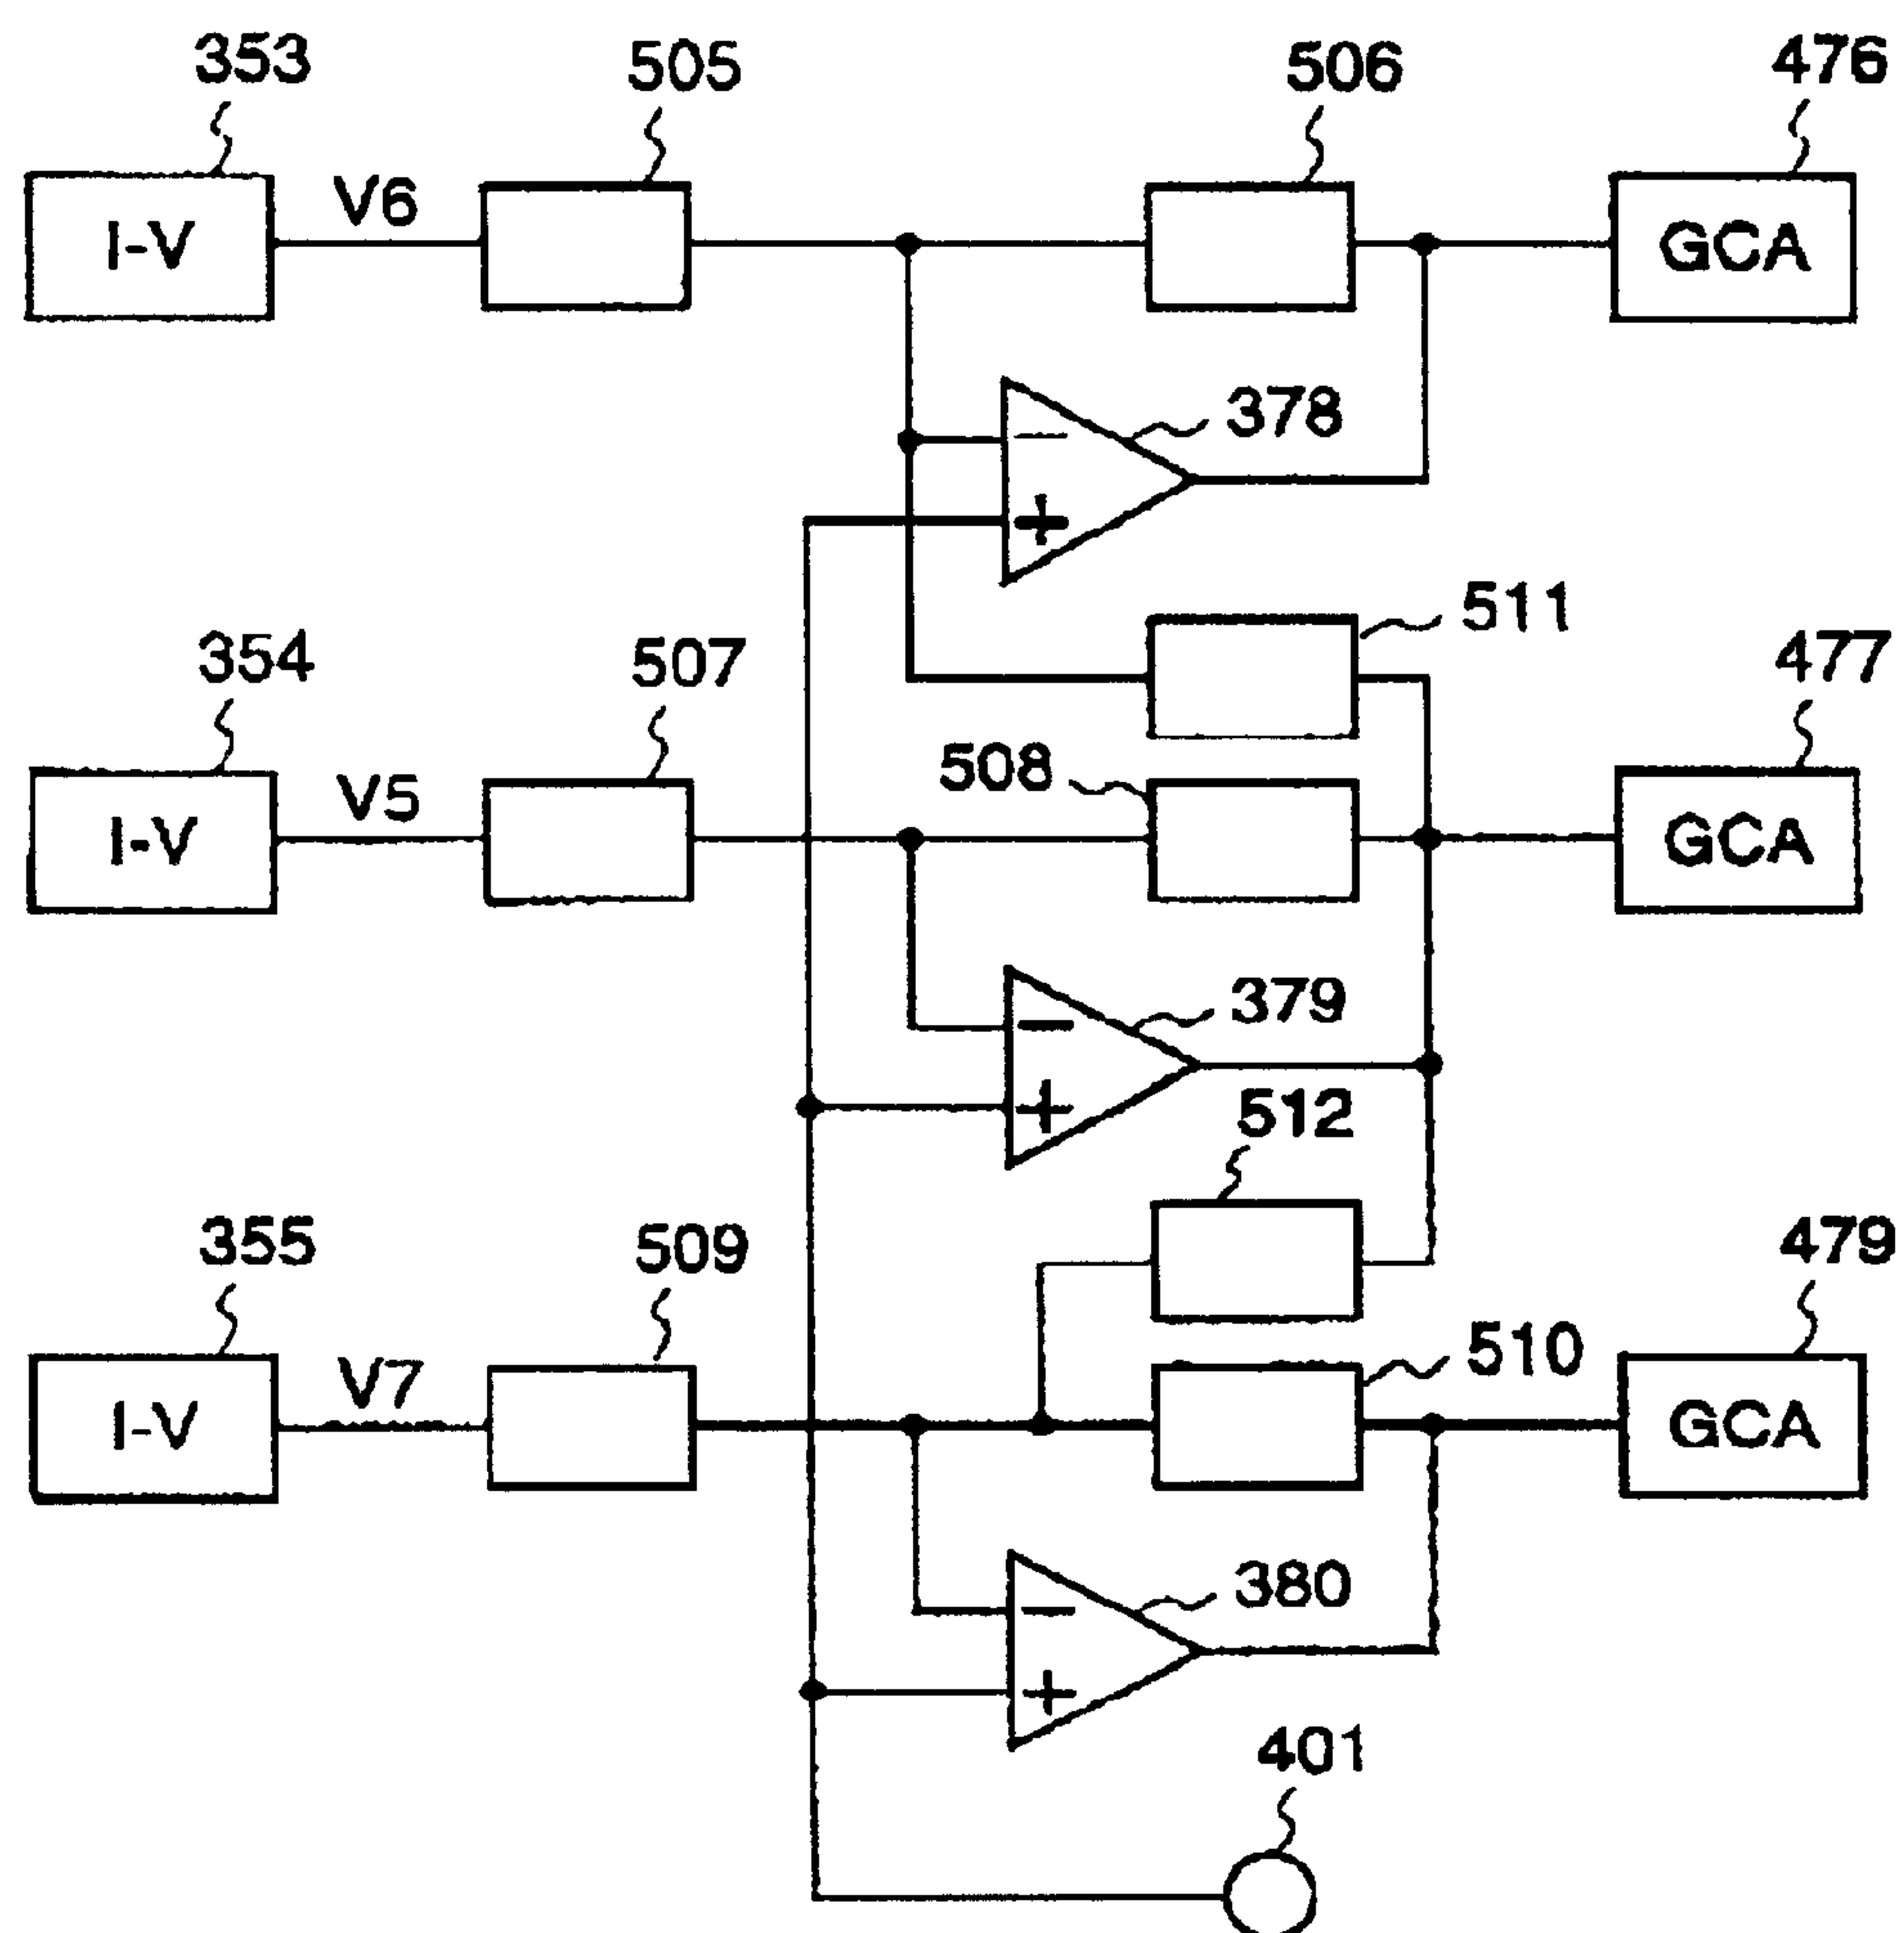 353 505 506 476
I-V V6 GCA
378
−
+
511
354 507 477
508
I-V V5 GCA
379
−
+
512
355 509 479
510
I-V V7 GCA
380
−
+
401